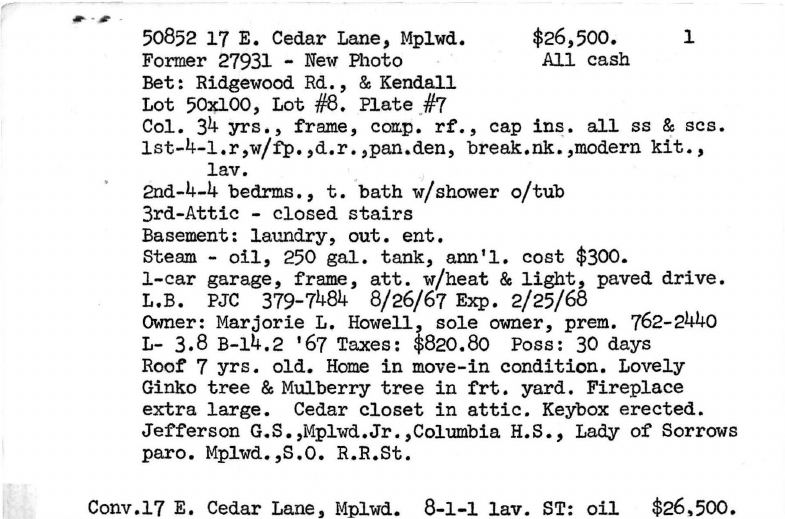 50852 17 E. Cedar Lane, Mplwd. $26,500. 1
Former 27931 - New Photo All cash
Bet: Ridgewood Rd., & Kendall
Lot 50x100, Lot #8. Plate #7
Col. 34 yrs., frame, comp. rf., cap ins. all ss & scs.
1st-4-l.r,w/fp.,d.r.,pan.den, break.nk.,modern kit.,
lav.
2nd-4-4 bedrms., t. bath w/shower o/tub
3rd-Attic - closed stairs
Basement: laundry, out. ent.
Steam - oil, 250 gal. tank, ann'l. cost $300.
1-car garage, frame, att. w/heat & light, paved drive.
L.B. PJC 379-7484 8/26/67 Exp. 2/25/68
Owner: Marjorie L. Howell, sole owner, prem. 762-2440
L- 3.8 B-14.2 '67 Taxes: $820.80 Poss: 30 days
Roof 7 yrs. old. Home in move-in condition. Lovely
Ginko tree & Mulberry tree in frt. yard. Fireplace
extra large. Cedar closet in attic. Keybox erected.
Jefferson G.S.,Mplwd.Jr.,Columbia H.S., Lady of Sorrows
paro. Mplwd.,S.O. R.R.St.
Conv.17 E. Cedar Lane, Mplwd. 8-1-1 lav. ST: oil $26,500.